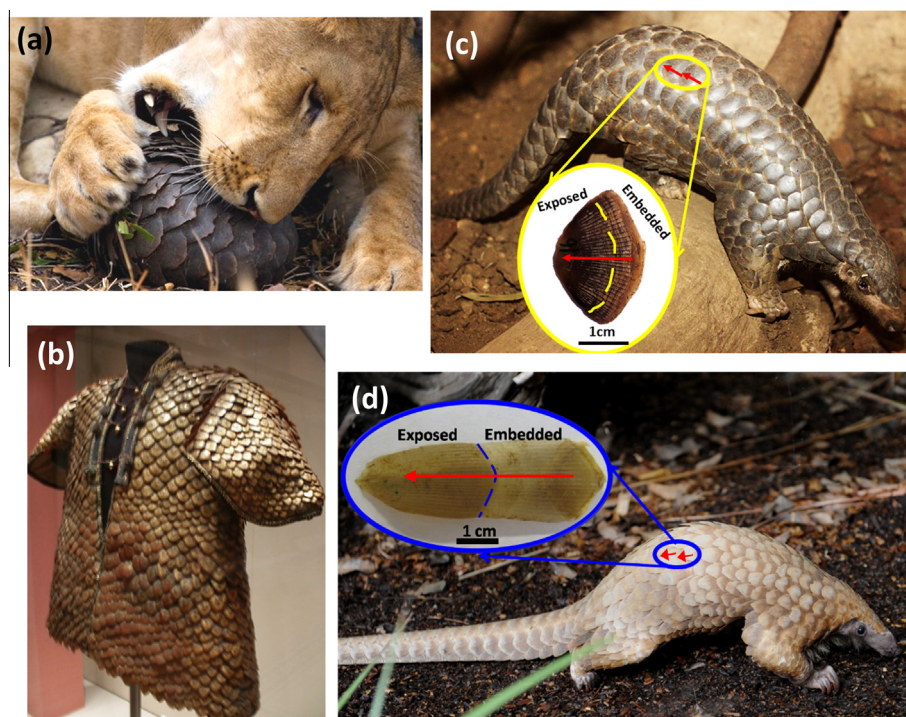 (a)
(c)
Exposed
Embedded
1cm
(b)
(d)
Exposed Embedded
1 cm